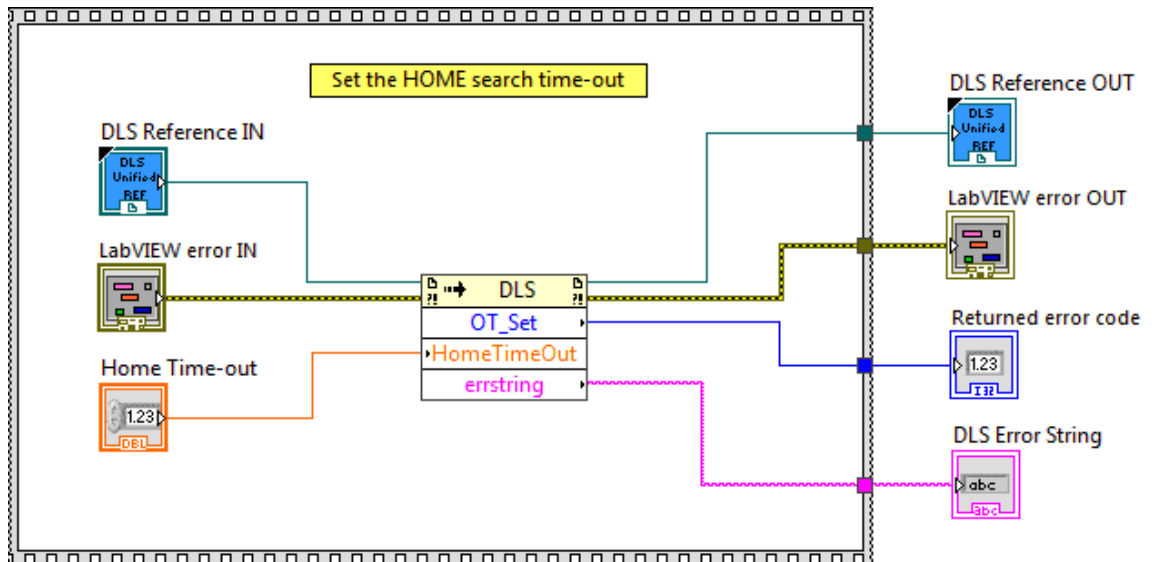 Set the HOME search time-out
DLS Reference OUT
DLS
Unified
REF
DLS Reference IN
DLS
Unified
REF
LabVIEW error OUT
LabVIEW error IN
DLS
OT_Set
HomeTimeOut
errstring
Returned error code
1.23
I32
Home Time-out
1.23
DBL
DLS Error String
abc
abc